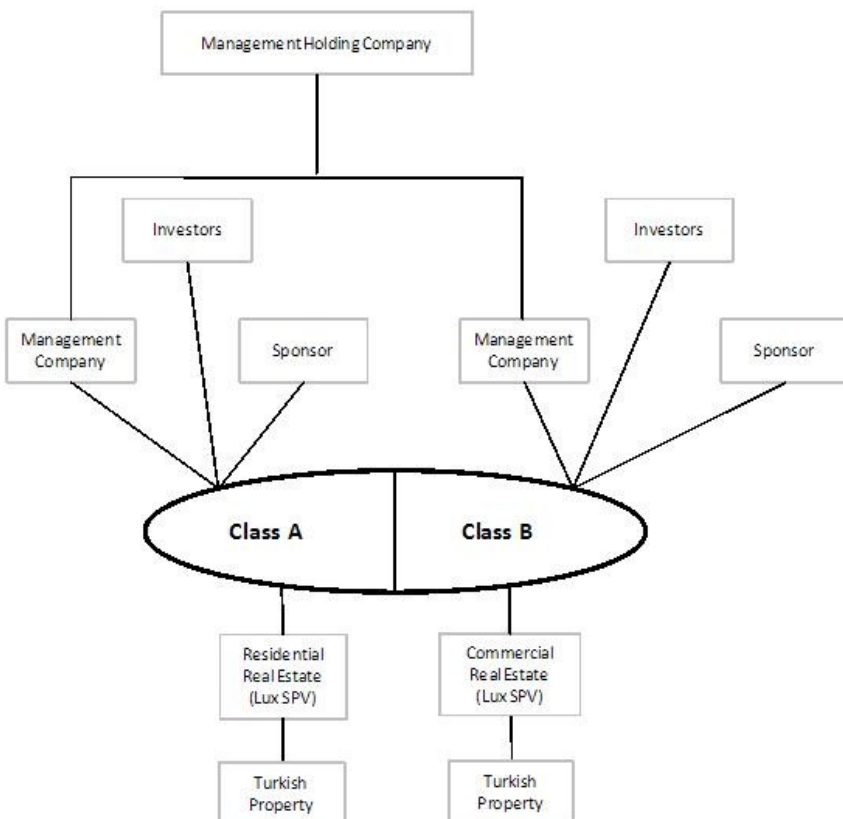 Management Holding Company
Investors
Investors
Management
Company
Sponsor
Management
Company
Sponsor
Class A
Class B
Residential
Real Estate
(Lux SPV)
Commercial
Real Estate
(Lux SPV)
Turkish
Property
Turkish
Property